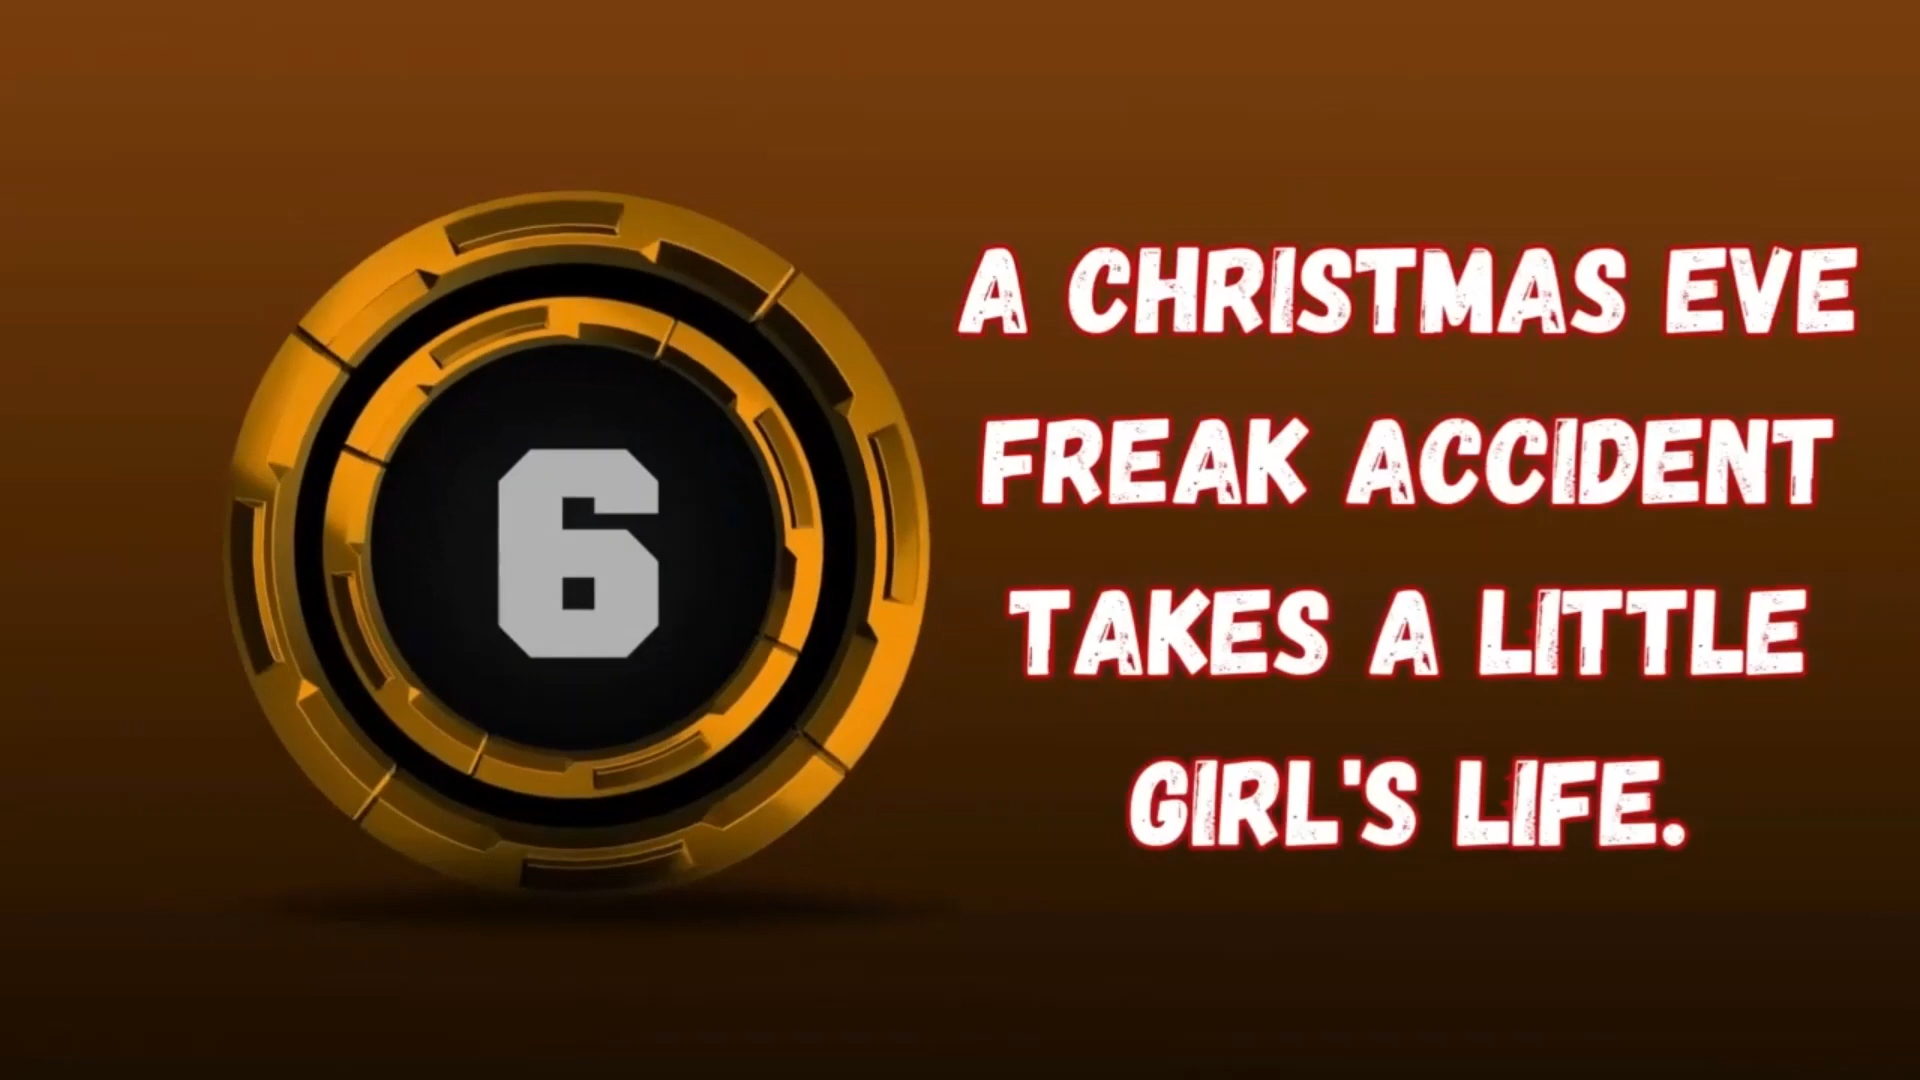 6
A CHRISTMAS EVE
FREAK ACCIDENT
TAKES A LITTLE
GIRL'S LIFE.